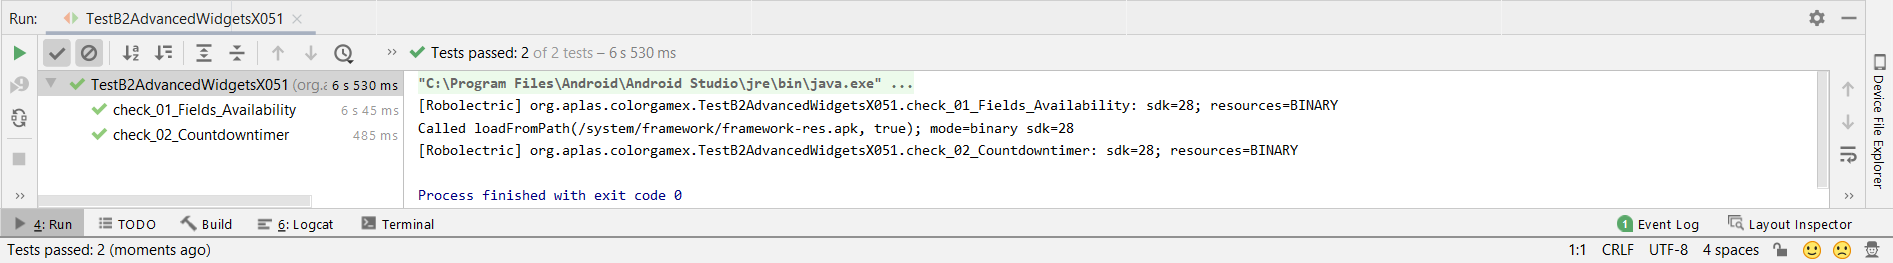 Run: TestB2AdvancedWidgetsX051
Tests passed: 2 of 2 tests – 6 s 530 ms
TestB2AdvancedWidgetsX051 (org.a 6 s 530 ms
check_01_Fields_Availability 6 s 45 ms
check_02_Countdowntimer 485 ms
"C:\Program Files\Android\Android Studio\jre\bin\java.exe" ...
[Robolectric] org.aplas.colorgamex.TestB2AdvancedWidgetsX051.check_01_Fields_Availability: sdk=28; resources=BINARY
Called loadFromPath(/system/framework/framework-res.apk, true); mode=binary sdk=28
[Robolectric] org.aplas.colorgamex.TestB2AdvancedWidgetsX051.check_02_Countdowntimer: sdk=28; resources=BINARY
Process finished with exit code 0
Device File Explorer
4: Run TODO Build 6: Logcat Terminal 1 Event Log Layout Inspector
Tests passed: 2 (moments ago) 1:1 CRLF UTF-8 4 spaces